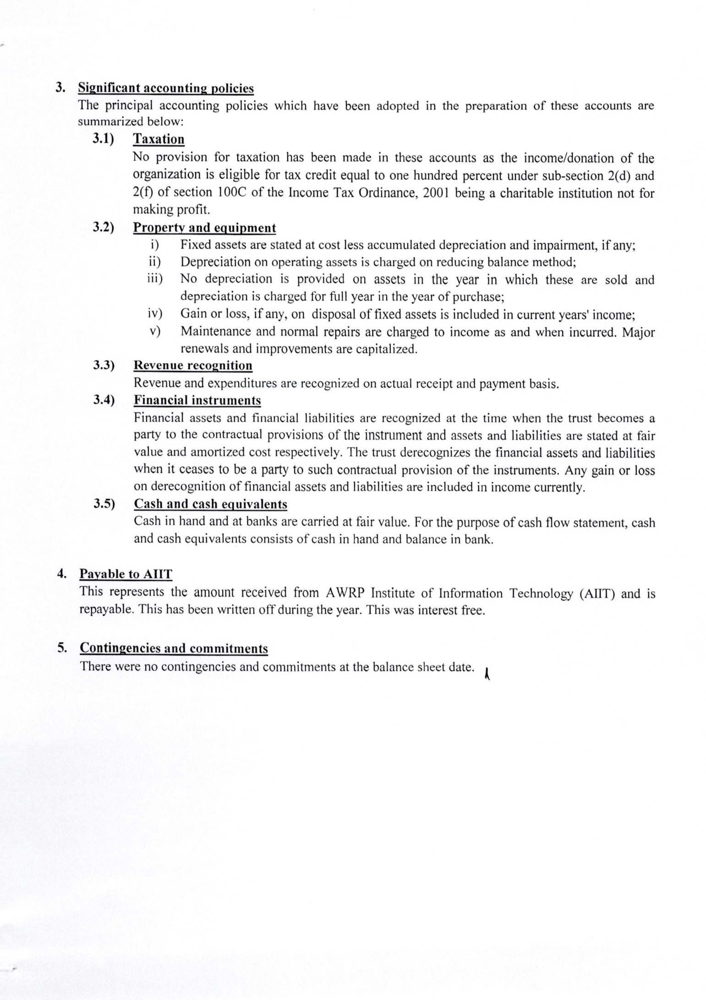 3. Significant accounting policies
The principal accounting policies which have been adopted in the preparation of these accounts are
summarized below:
3.1) Taxation
No provision for taxation has been made in these accounts as the income/donation of the
organization is eligible for tax credit equal to one hundred percent under sub-section 2(d) and
2(f) of section 100C of the Income Tax Ordinance, 2001 being a charitable institution not for
making profit.
3.2) Property and equipment
i) Fixed assets are stated at cost less accumulated depreciation and impairment, if any;
ii) Depreciation on operating assets is charged on reducing balance method;
iii) No depreciation is provided on assets in the year in which these are sold and
depreciation is charged for full year in the year of purchase;
iv) Gain or loss, if any, on disposal of fixed assets is included in current years' income;
v) Maintenance and normal repairs are charged to income as and when incurred. Major
renewals and improvements are capitalized.
3.3) Revenue recognition
Revenue and expenditures are recognized on actual receipt and payment basis.
3.4) Financial instruments
Financial assets and financial liabilities are recognized at the time when the trust becomes a
party to the contractual provisions of the instrument and assets and liabilities are stated at fair
value and amortized cost respectively. The trust derecognizes the financial assets and liabilities
when it ceases to be a party to such contractual provision of the instruments. Any gain or loss
on derecognition of financial assets and liabilities are included in income currently.
3.5) Cash and cash equivalents
Cash in hand and at banks are carried at fair value. For the purpose of cash flow statement, cash
and cash equivalents consists of cash in hand and balance in bank.
4. Payable to AIIT
This represents the amount received from AWRP Institute of Information Technology (AIIT) and is
repayable. This has been written off during the year. This was interest free.
5. Contingencies and commitments
There were no contingencies and commitments at the balance sheet date.